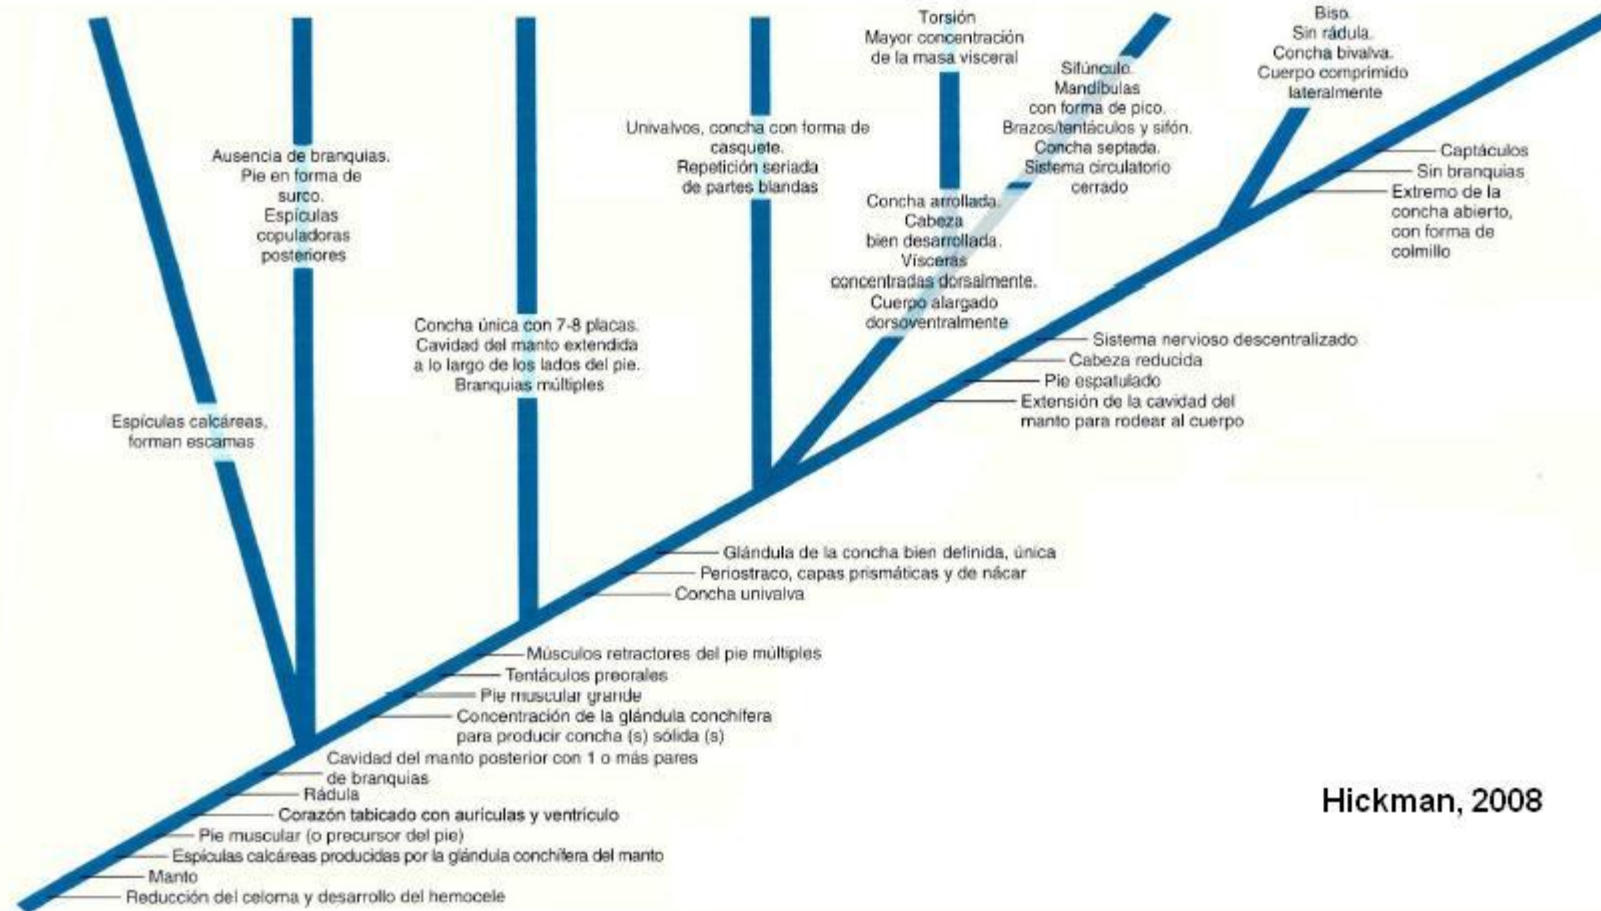 Torsión
Mayor concentración
de la masa visceral
Biso.
Sin rádula.
Concha bivalva.
Cuerpo comprimido
lateralmente
Sifúnculo.
Mandíbulas
con forma de pico.
Brazos/tentáculos y sifón.
Concha septada.
Sistema circulatorio
cerrado
Univalvos, concha con forma de
casquete.
Repetición seriada
de partes blandas
Ausencia de branquias.
Pie en forma de
surco.
Espículas
copuladoras
posteriores
Captáculos
Sin branquias
Extremo de la
concha abierto,
con forma de
colmillo
Concha arrollada.
Cabeza
bien desarrollada.
Vísceras
concentradas dorsalmente.
Cuerpo alargado
dorsoventralmente
Concha única con 7-8 placas.
Cavidad del manto extendida
a lo largo de los lados del pie.
Branquias múltiples
Sistema nervioso descentralizado
Cabeza reducida
Pie espatulado
Extensión de la cavidad del
manto para rodear al cuerpo
Espículas calcáreas,
forman escamas
Glándula de la concha bien definida, única
Periostraco, capas prismáticas y de nácar
Concha univalva
Músculos retractores del pie múltiples
Tentáculos preorales
Pie muscular grande
Concentración de la glándula conchífera
para producir concha (s) sólida (s)
Cavidad del manto posterior con 1 o más pares
de branquias
Rádula
Corazón tabicado con aurículas y ventrículo
Pie muscular (o precursor del pie)
Espículas calcáreas producidas por la glándula conchífera del manto
Manto
Reducción del celoma y desarrollo del hemocele
Hickman, 2008